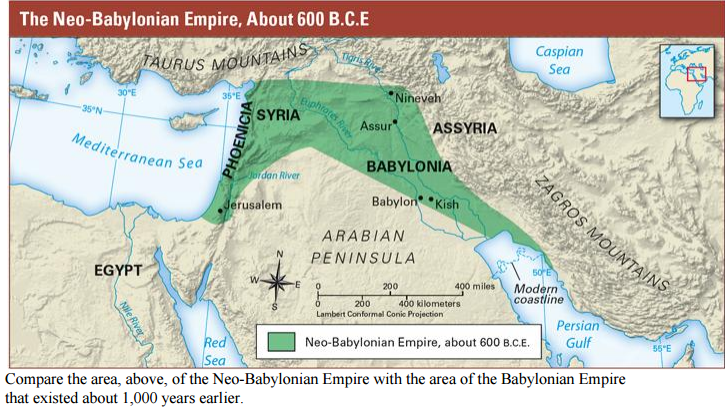 The Neo-Babylonian Empire, About 600 B.C.E
TAURUS MOUNTAINS
Tigris River
Caspian
Sea
30°E
35°E
35°N
Nineveh
Euphrates River
SYRIA
PHOENICIA
Assur
ASSYRIA
Mediterranean Sea
BABYLONIA
Jordan River
Jerusalem
Babylon
Kish
ZAGROS MOUNTAINS
ARABIAN
PENINSULA
EGYPT
N
W
E
S
50°E
Modern
coastline
0 200 400 miles
0 200 400 kilometers
Lambert Conformal Conic Projection
Nile River
Red
Sea
Persian
Gulf
55°E
Neo-Babylonian Empire, about 600 B.C.E.
Compare the area, above, of the Neo-Babylonian Empire with the area of the Babylonian Empire
that existed about 1,000 years earlier.